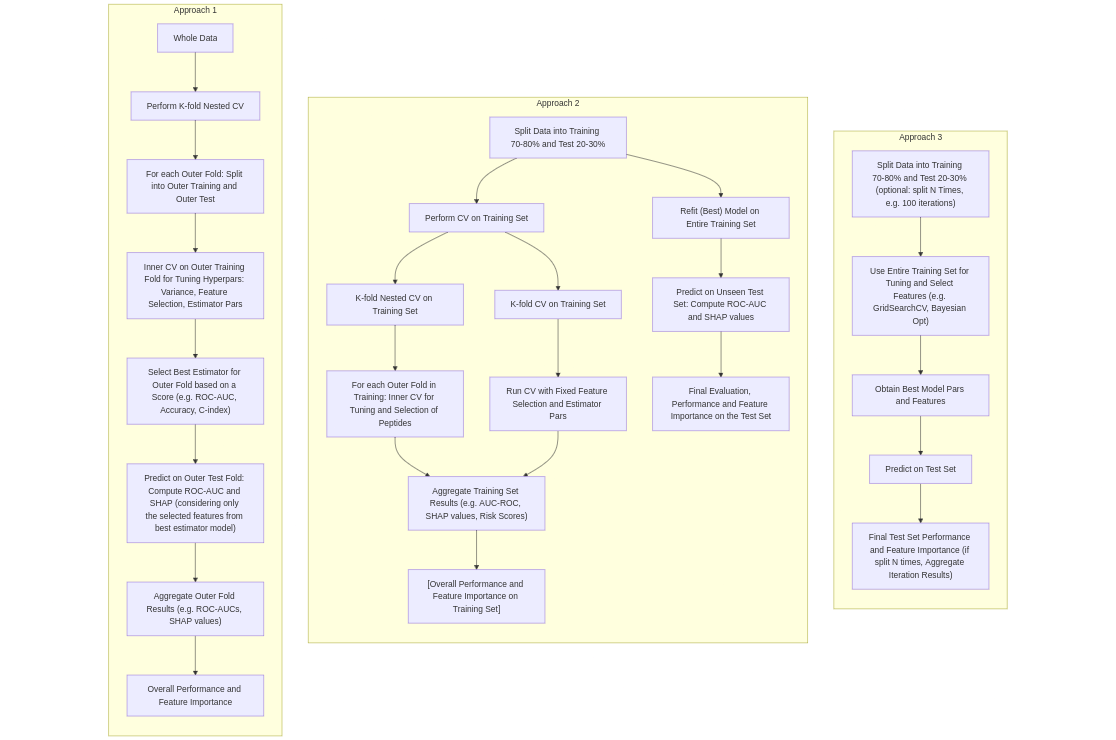 Approach 1
Whole Data
Perform K-fold Nested CV
For each Outer Fold: Split
into Outer Training and
Outer Test
Inner CV on Outer Training
Fold for Tuning Hyperpars:
Variance, Feature
Selection, Estimator Pars
Select Best Estimator for
Outer Fold based on a
Score (e.g. ROC-AUC,
Accuracy, C-index)
Predict on Outer Test Fold:
Compute ROC-AUC and
SHAP (considering only
the selected features from
best estimator model)
Aggregate Outer Fold
Results (e.g. ROC-AUCs,
SHAP values)
Overall Performance and
Feature Importance
Approach 2
Split Data into Training
70-80% and Test 20-30%
Perform CV on Training Set
K-fold Nested CV on
Training Set
For each Outer Fold in
Training: Inner CV for
Tuning and Selection of
Peptides
K-fold CV on Training Set
Run CV with Fixed Feature
Selection and Estimator
Pars
Aggregate Training Set
Results (e.g. AUC-ROC,
SHAP values, Risk Scores)
[Overall Performance and
Feature Importance on
Training Set]
Refit (Best) Model on
Entire Training Set
Predict on Unseen Test
Set: Compute ROC-AUC
and SHAP values
Final Evaluation,
Performance and Feature
Importance on the Test Set
Approach 3
Split Data into Training
70-80% and Test 20-30%
(optional: split N Times,
e.g. 100 iterations)
Use Entire Training Set for
Tuning and Select
Features (e.g.
GridSearchCV, Bayesian
Opt)
Obtain Best Model Pars
and Features
Predict on Test Set
Final Test Set Performance
and Feature Importance (if
split N times, Aggregate
Iteration Results)